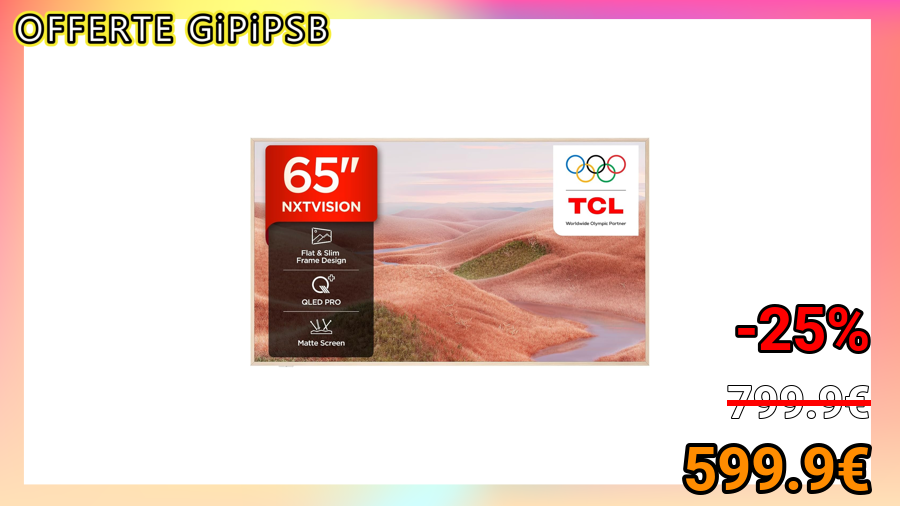 OFFERTE GiPiPSB
65"
NXTVISION
Flat & Slim
Frame Design
QLED PRO
Matte Screen
TCL
Worldwide Olympic Partner
-25%
799.9€
599.9€